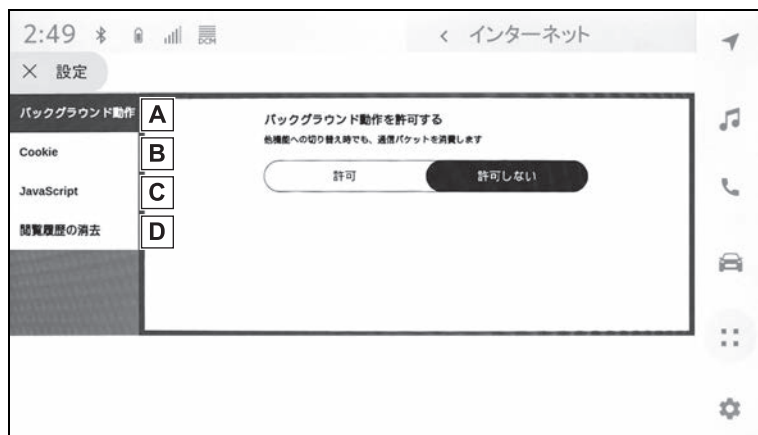 2:49 DCM < インターネット
× 設定
バックグラウンド動作 A
Cookie B
JavaScript C
閲覧履歴の消去 D
バックグラウンド動作を許可する
他機能への切り替え時でも、通信パケットを消費します
許可 許可しない